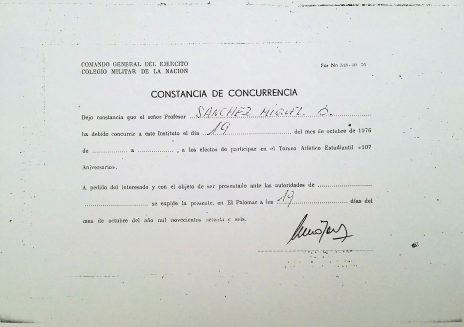 COMANDO GENERAL DEL EJERCITO
COLEGIO MILITAR DE LA NACION
CONSTANCIA DE CONCURRENCIA
Dejo constancia que el señor Profesor SANCHEZ MIGUEL O.
ha debido concurrir a este Instituto el día 19 del mes de octubre de 1976
de .................. a .................., a los efectos de participar en el Torneo Atlético Estudiantil «107
Aniversario».
A pedido del interesado y con el objeto de ser presentado ante las autoridades de ..................
.................. se expide la presente, en El Palomar a los 19 días del
mes de octubre del año mil novecientos setenta y seis.